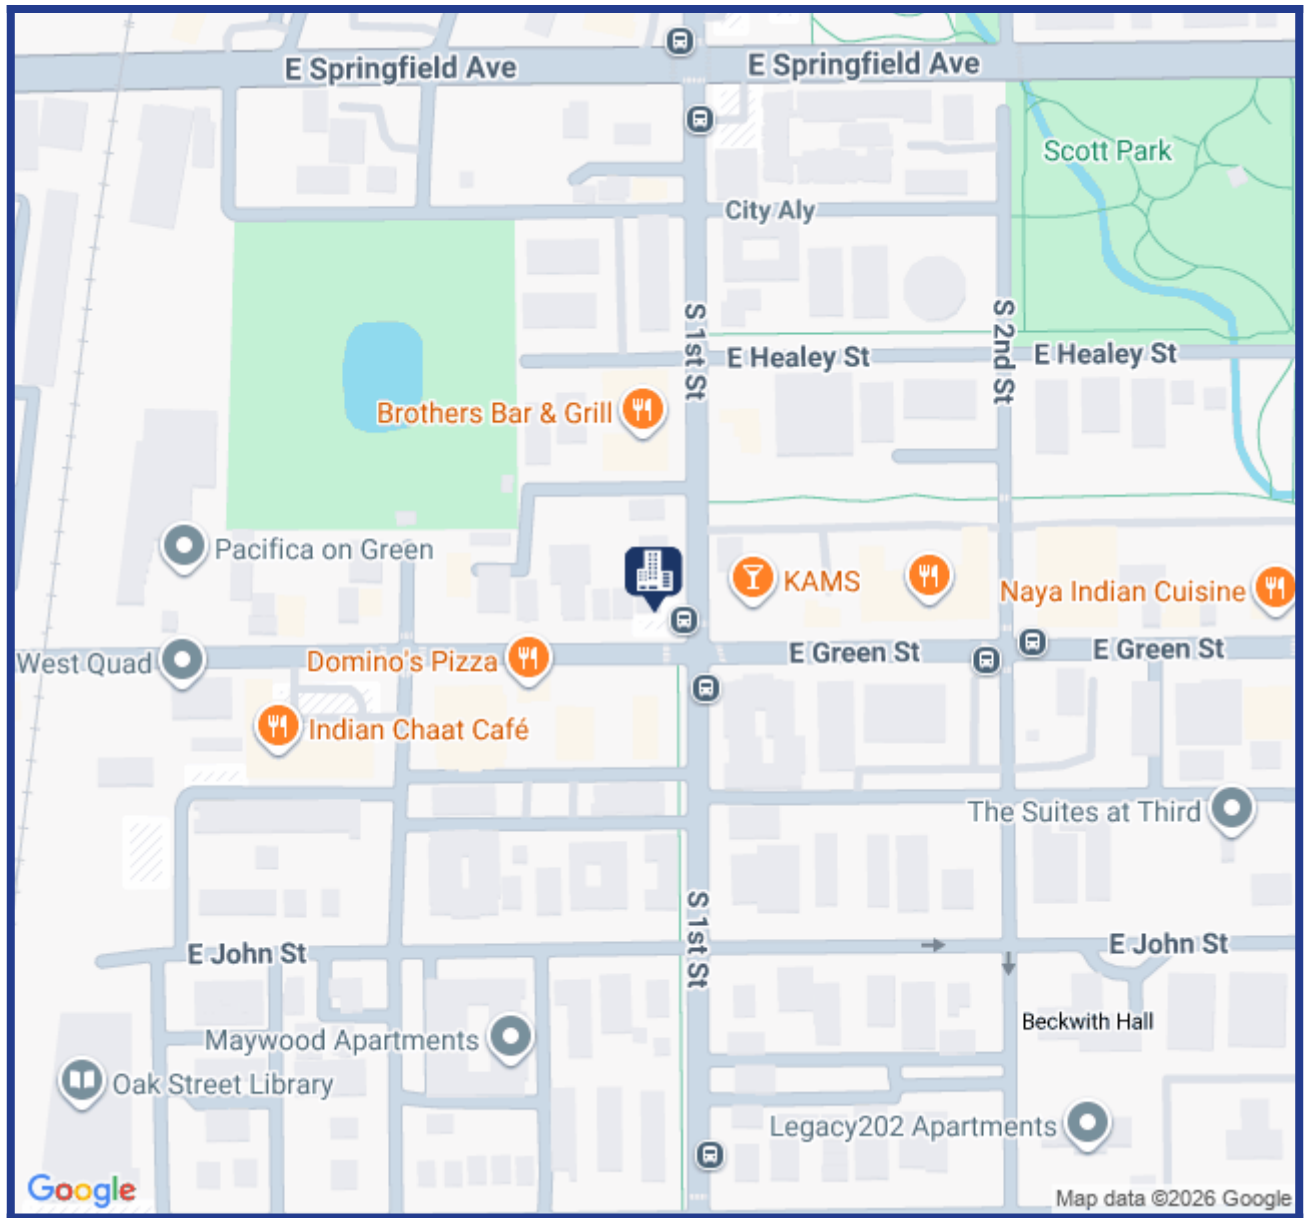 E Springfield Ave
E Springfield Ave
Scott Park
City Aly
S 1st St
S 2nd St
E Healey St
E Healey St
Brothers Bar & Grill
Pacifica on Green
KAMS
Naya Indian Cuisine
West Quad
Domino's Pizza
E Green St
E Green St
Indian Chaat Café
The Suites at Third
S 1st St
E John St
E John St
Beckwith Hall
Maywood Apartments
Oak Street Library
Legacy202 Apartments
Google
Map data ©2026 Google